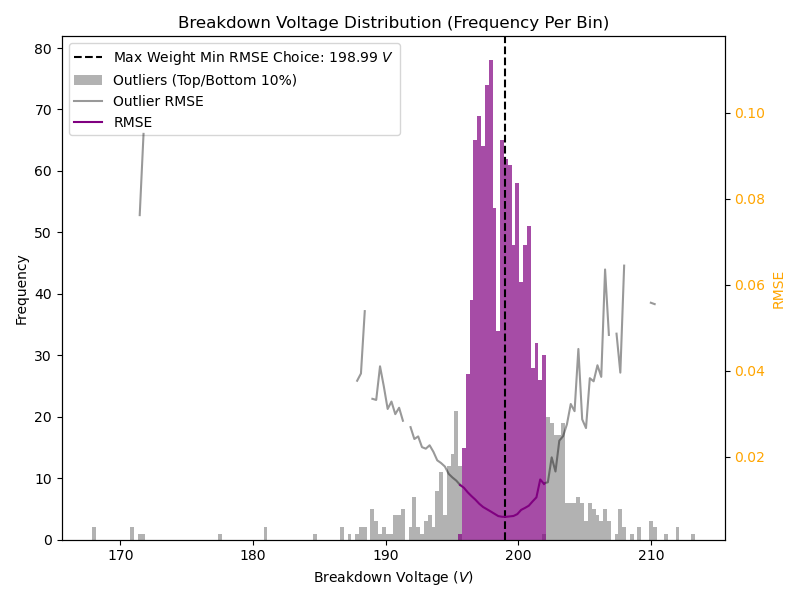 Breakdown Voltage Distribution (Frequency Per Bin)
Max Weight Min RMSE Choice: 198.99 V
Outliers (Top/Bottom 10%)
Outlier RMSE
RMSE
80
70
60
50
40
30
20
10
0
Frequency
0.10
0.08
0.06
0.04
0.02
RMSE
170 180 190 200 210
Breakdown Voltage (V)